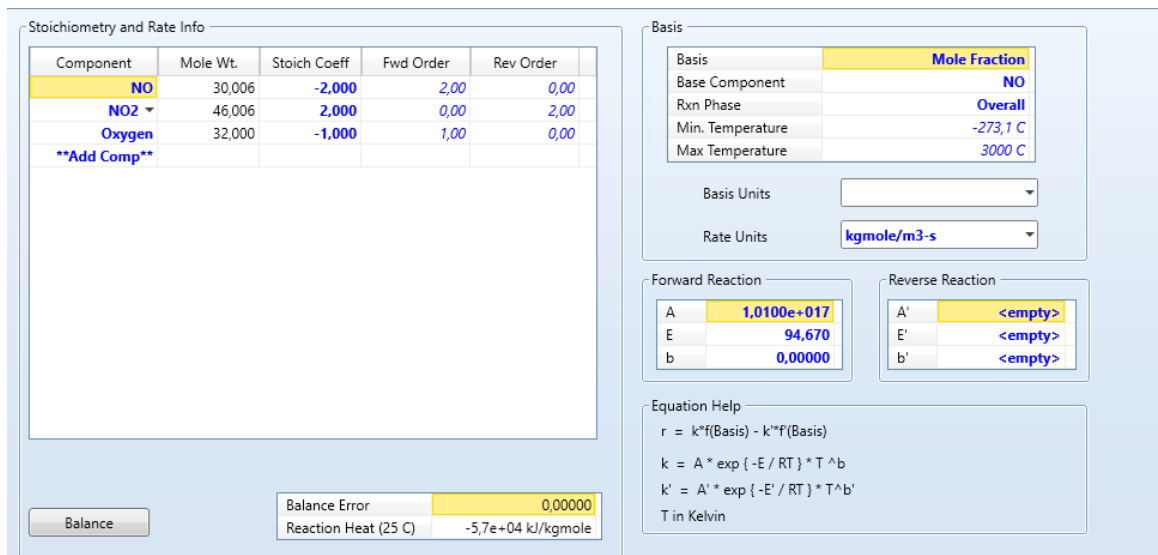 Stoichiometry and Rate Info
Component Mole Wt. Stoich Coeff Fwd Order Rev Order
NO 30,006 -2,000 2,00 0,00
NO2 46,006 2,000 0,00 2,00
Oxygen 32,000 -1,000 1,00 0,00
**Add Comp**
Balance
Balance Error 0,00000
Reaction Heat (25 C) -5,7e+04 kJ/kgmole
Basis
Basis Mole Fraction
Base Component NO
Rxn Phase Overall
Min. Temperature -273,1 C
Max Temperature 3000 C
Basis Units
Rate Units kgmole/m3-s
Forward Reaction
A 1,0100e+017
E 94,670
b 0,00000
Reverse Reaction
A' <empty>
E' <empty>
b' <empty>
Equation Help
r = k*f(Basis) - k'*f'(Basis)
k = A * exp { -E / RT } * T ^b
k' = A' * exp { -E' / RT } * T^b'
T in Kelvin